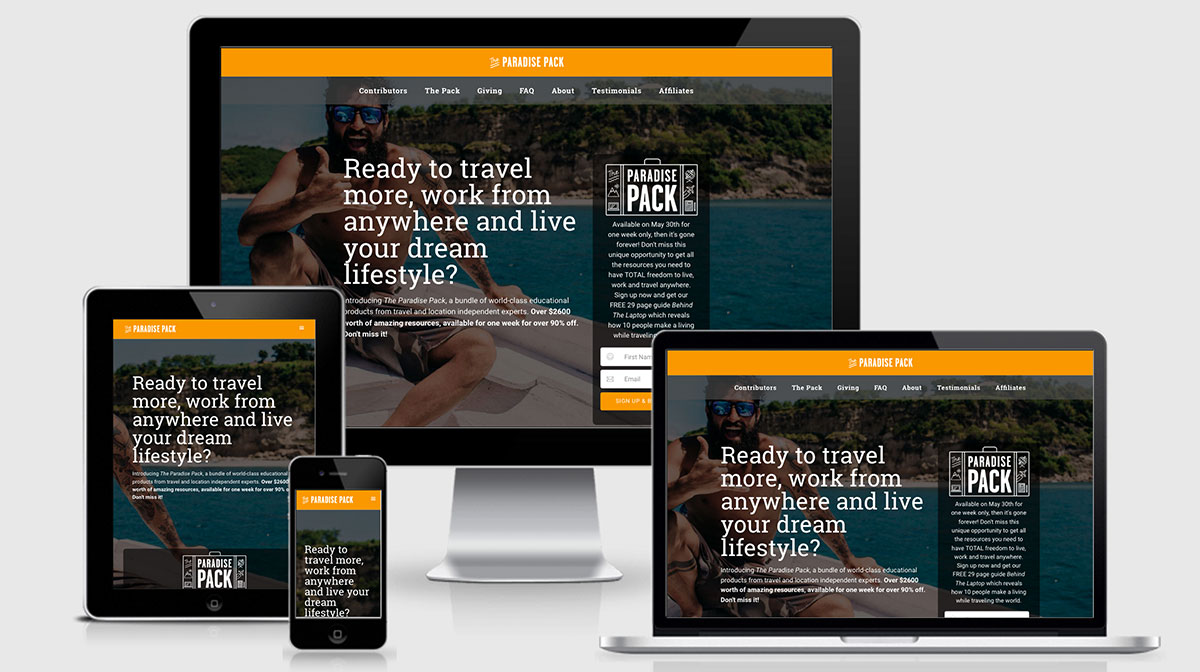 The PARADISE PACK
Contributors The Pack Giving FAQ About Testimonials Affiliates
Ready to travel
more, work from
anywhere and live
your dream
lifestyle?
Introducing The Paradise Pack, a bundle of world-class educational
products from travel and location independent experts. Over $2600
worth of amazing resources, available for one week for over 90% off.
Don't miss it!
The
PARADISE
PACK
Available on May 30th for
one week only, then it's gone
forever! Don't miss this
unique opportunity to get all
the resources you need to
have TOTAL freedom to live,
work and travel anywhere.
Sign up now and get our
FREE 29 page guide Behind
The Laptop which reveals
how 10 people make a living
while traveling
First Nam
Email
SIGN UP & B
The PARADISE PACK
Ready to travel
more, work from
anywhere and live
your dream
lifestyle?
Introducing The Paradise Pack, a bundle of world-class educational
products from travel and location independent experts. Over $2600
worth of amazing resources, available for one week for over 90% o
Don't miss it!
PARADISE
PACK
The PARADISE PACK
Ready to
travel more,
work from
anywhere
and live your
dream
lifestyle?
The PARADISE PACK
Contributors The Pack Giving FAQ About Testimonials Affiliates
Ready to travel
more, work from
anywhere and live
your dream
lifestyle?
Introducing The Paradise Pack, a bundle of world-class educational
products from travel and location independent experts. Over $2600
worth of amazing resources, available for one week for over 90% off.
Don't miss it!
The
PARADISE
PACK
Available on May 30th for
one week only, then it's gone
forever! Don't miss this
unique opportunity to get all
the resources you need to
have TOTAL freedom to live,
work and travel anywhere.
Sign up now and get our
FREE 29 page guide Behind
The Laptop which reveals
how 10 people make a living
while traveling the world.